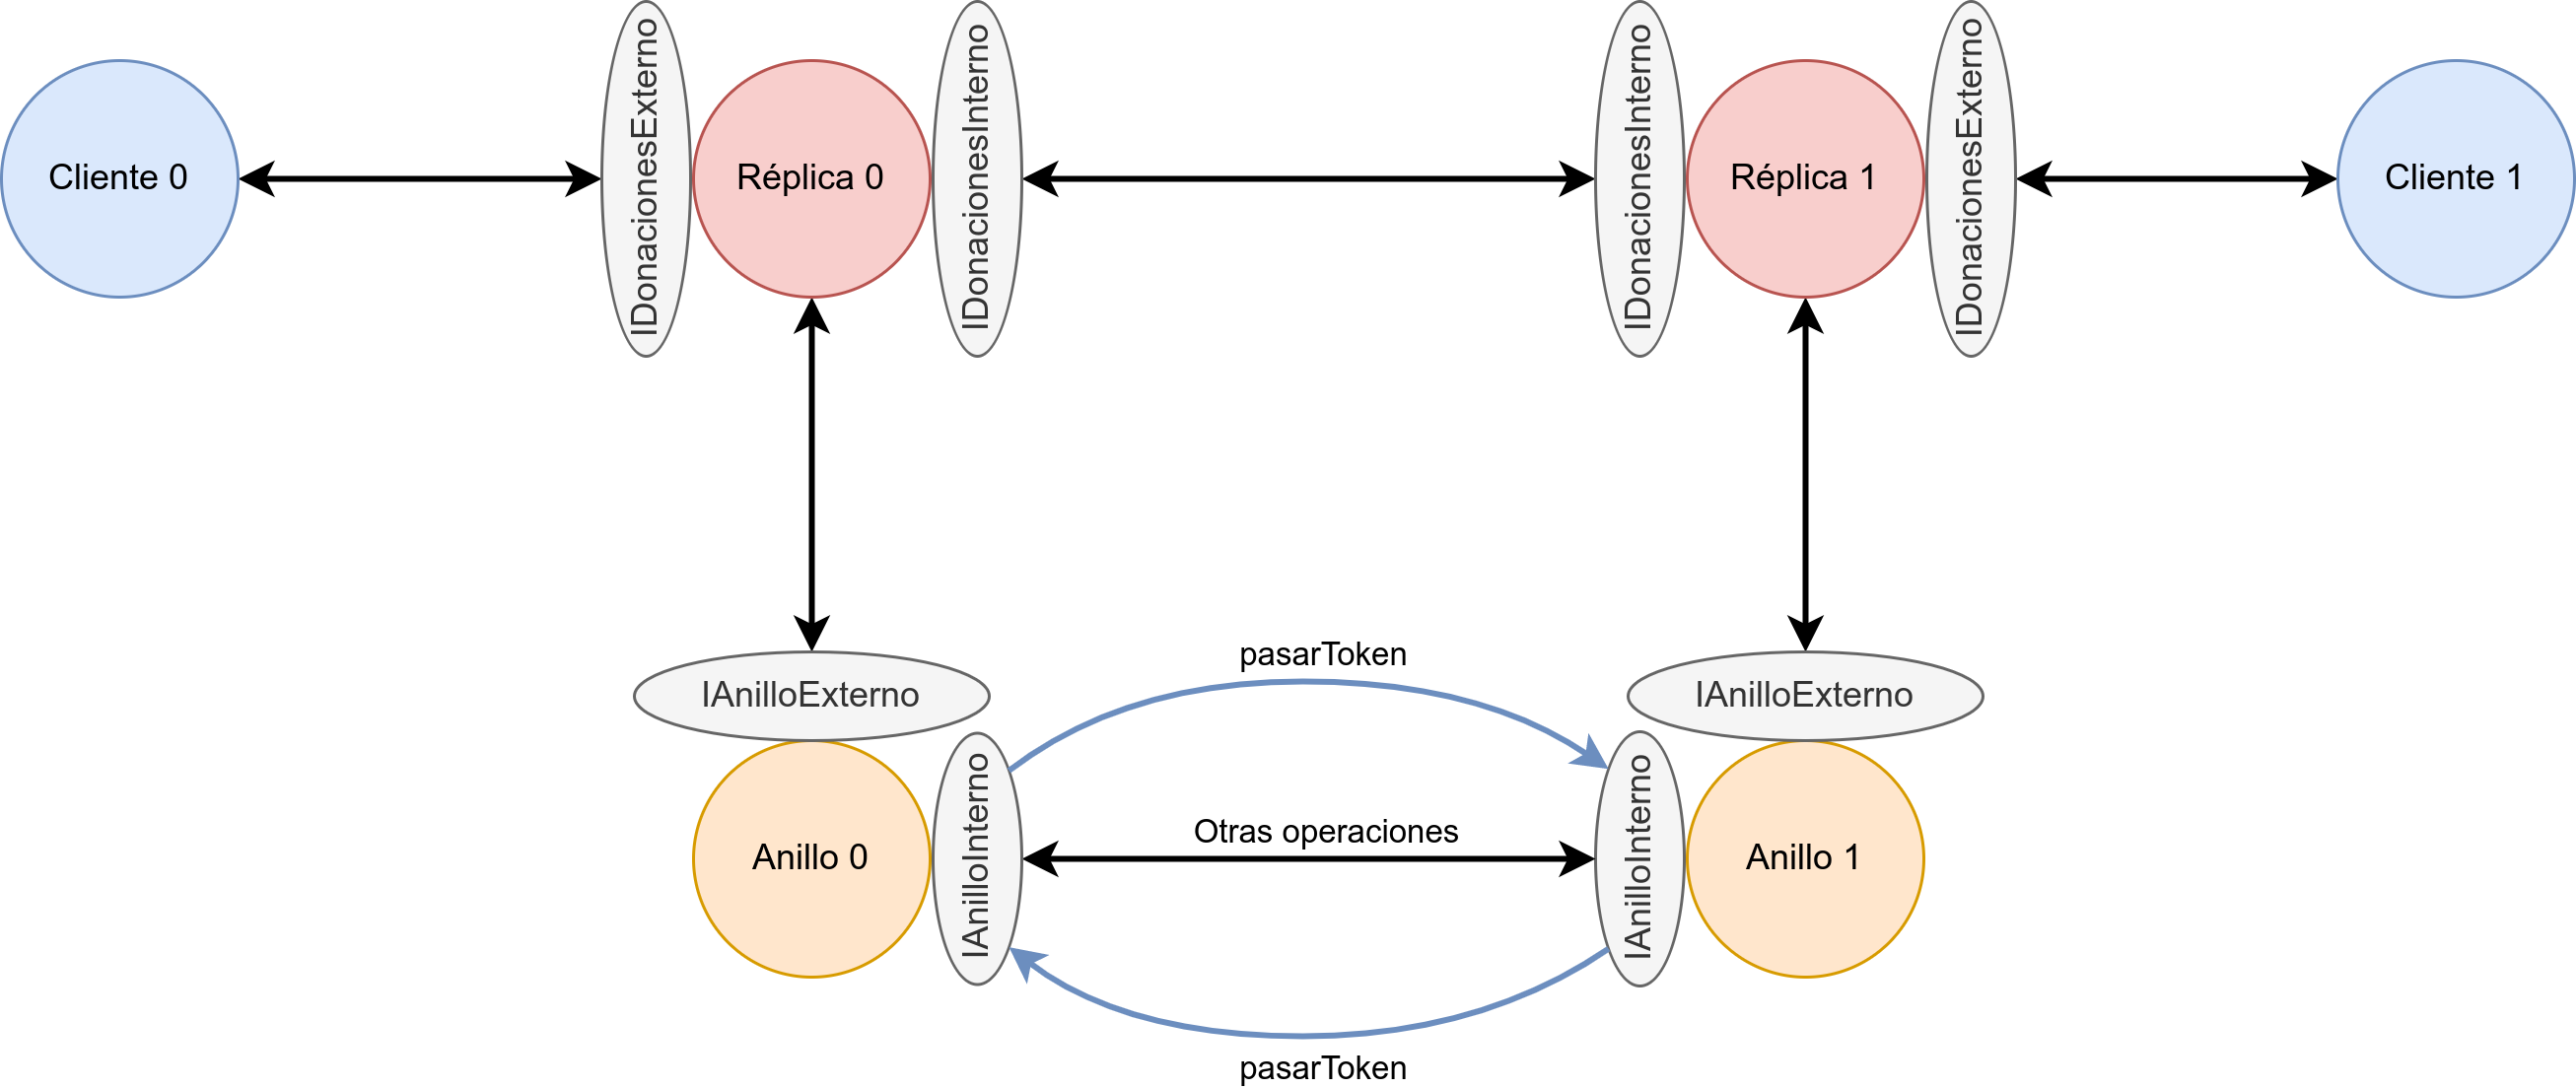 Cliente 0
IDonacionesExterno
Réplica 0
IDonacionesInterno
IDonacionesInterno
Réplica 1
IDonacionesExterno
Cliente 1
pasarToken
IAnilloExterno
IAnilloExterno
Anillo 0
IAnilloInterno
Otras operaciones
IAnilloInterno
Anillo 1
pasarToken